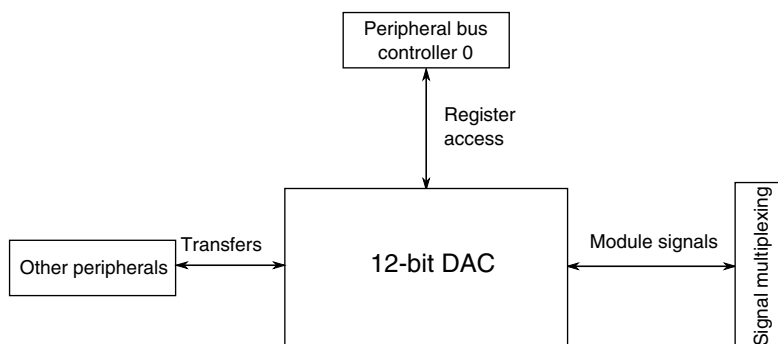 Peripheral bus
controller 0
Register
access
Transfers
Other peripherals
12-bit DAC
Module signals
Signal multiplexing